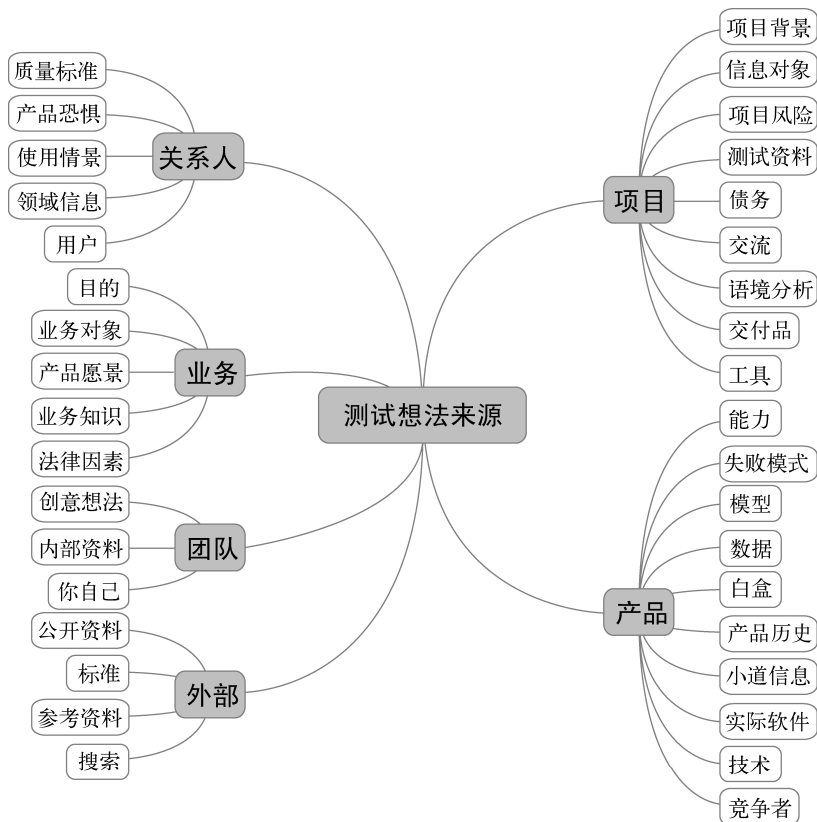 测试想法来源
关系人
质量标准
产品恐惧
使用情景
领域信息
用户
业务
目的
业务对象
产品愿景
业务知识
法律因素
团队
创意想法
内部资料
你自己
外部
公开资料
标准
参考资料
搜索
项目
项目背景
信息对象
项目风险
测试资料
债务
交流
语境分析
交付品
工具
产品
能力
失败模式
模型
数据
白盒
产品历史
小道信息
实际软件
技术
竞争者